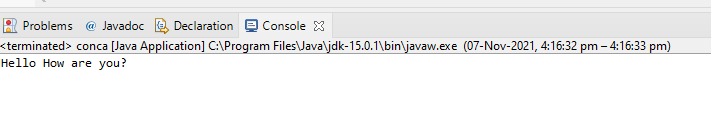 Problems @ Javadoc Declaration Console
<terminated> conca [Java Application] C:\Program Files\Java\jdk-15.0.1\bin\javaw.exe (07-Nov-2021, 4:16:32 pm – 4:16:33 pm)
Hello How are you?